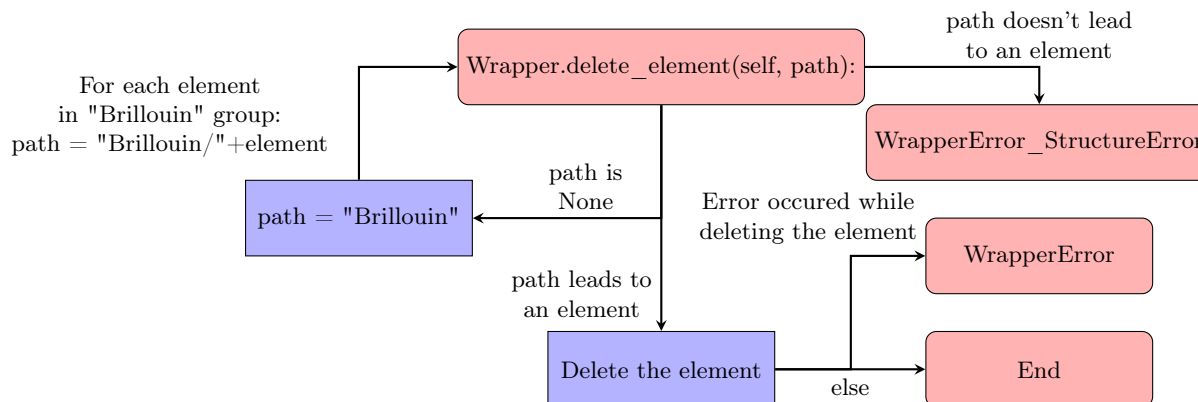 path doesn't lead
to an element
Wrapper.delete_element(self, path):
For each element
in "Brillouin" group:
path = "Brillouin/"+element
WrapperError_StructureError
path is
None
path = "Brillouin"
Error occured while
deleting the element
WrapperError
path leads to
an element
Delete the element
else
End